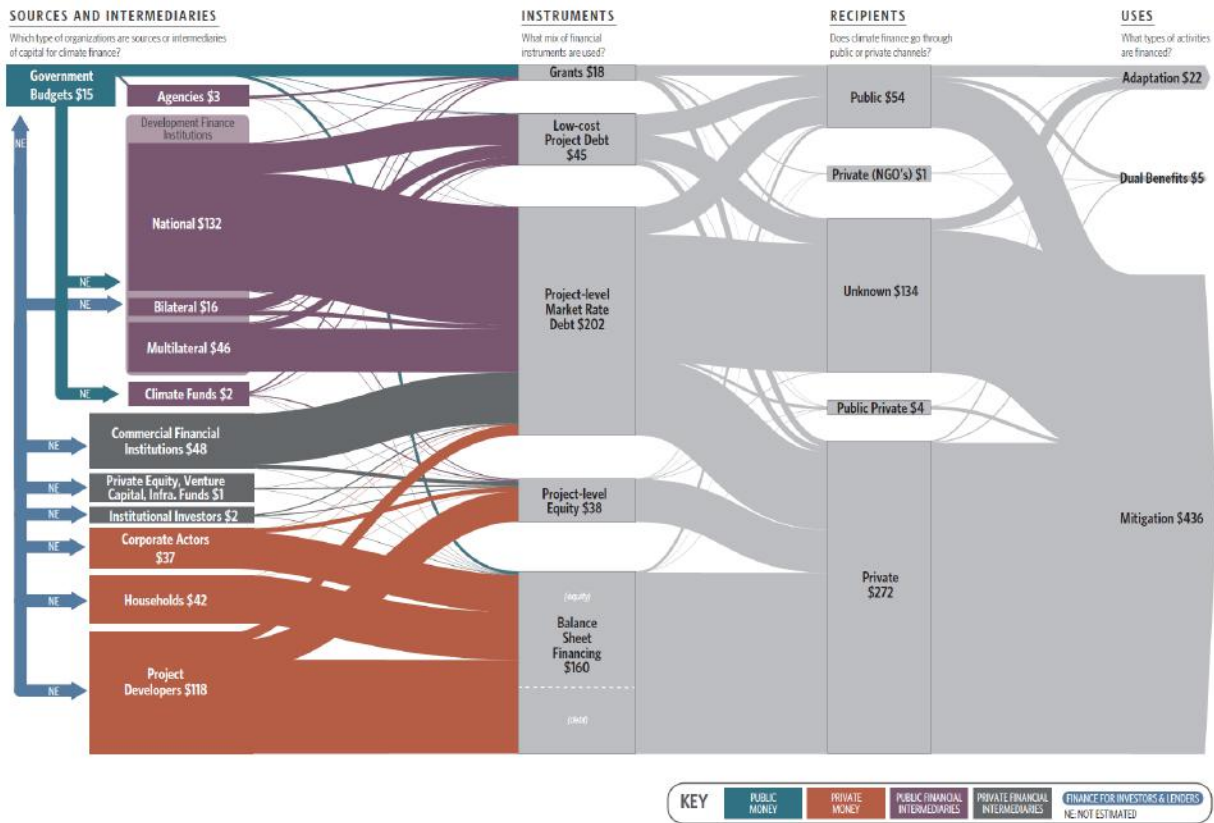 SOURCES AND INTERMEDIARIES
Which type of organizations are sources or intermediaries
of capital for climate finance?
INSTRUMENTS
What mix of financial
instruments are used?
RECIPIENTS
Does climate finance go through
public or private channels?
USES
What types of activities
are financed?
Government
Budgets $15
Agencies $3
Development Finance
Institutions
National $132
Bilateral $16
Multilateral $46
Climate Funds $2
Commercial Financial
Institutions $48
Private Equity, Venture
Capital, Infra. Funds $1
Institutional Investors $2
Corporate Actors
$37
Households $42
Project
Developers $118
NE
NE
NE
NE
NE
NE
NE
NE
NE
NE
Grants $18
Low-cost
Project Debt
$45
Project-level
Market Rate
Debt $202
Project-level
Equity $38
(equity)
Balance
Sheet
Financing
$160
(debt)
Public $54
Private (NGO's) $1
Unknown $134
Public Private $4
Private
$272
Adaptation $22
Dual Benefits $5
Mitigation $436
KEY
PUBLIC
MONEY
PRIVATE
MONEY
PUBLIC FINANCIAL
INTERMEDIARIES
PRIVATE FINANCIAL
INTERMEDIARIES
FINANCE FOR INVESTORS & LENDERS
NE: NOT ESTIMATED